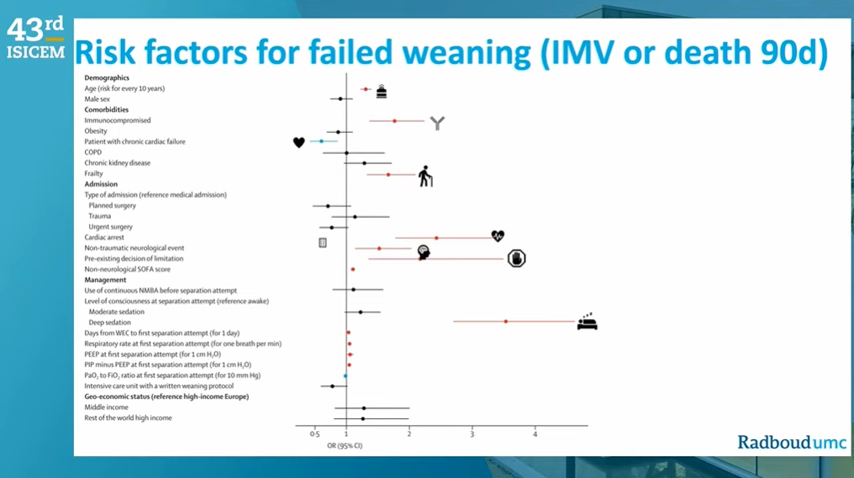 43rd
ISICEM
Risk factors for failed weaning (IMV or death 90d)
Demographics
Age (risk for every 10 years)
Male sex
Comorbidities
Immunocompromised
Obesity
Patient with chronic cardiac failure
COPD
Chronic kidney disease
Frailty
Admission
Type of admission (reference medical admission)
Planned surgery
Trauma
Urgent surgery
Cardiac arrest
Non-traumatic neurological event
Pre-existing decision of limitation
Non-neurological SOFA score
Management
Use of continuous NMBA before separation attempt
Level of consciousness at separation attempt (reference awake)
Moderate sedation
Deep sedation
Days from WEC to first separation attempt (for 1 day)
Respiratory rate at first separation attempt (for one breath per min)
PEEP at first separation attempt (for 1 cm H₂O)
PIP minus PEEP at first separation attempt (for 1 cm H₂O)
PaO₂ to FiO₂ ratio at first separation attempt (for 10 mm Hg)
Intensive care unit with a written weaning protocol
Geo-economic status (reference high-income Europe)
Middle income
Rest of the world high income
0·5 1 2 3 4
OR (95% CI)
Radboudumc